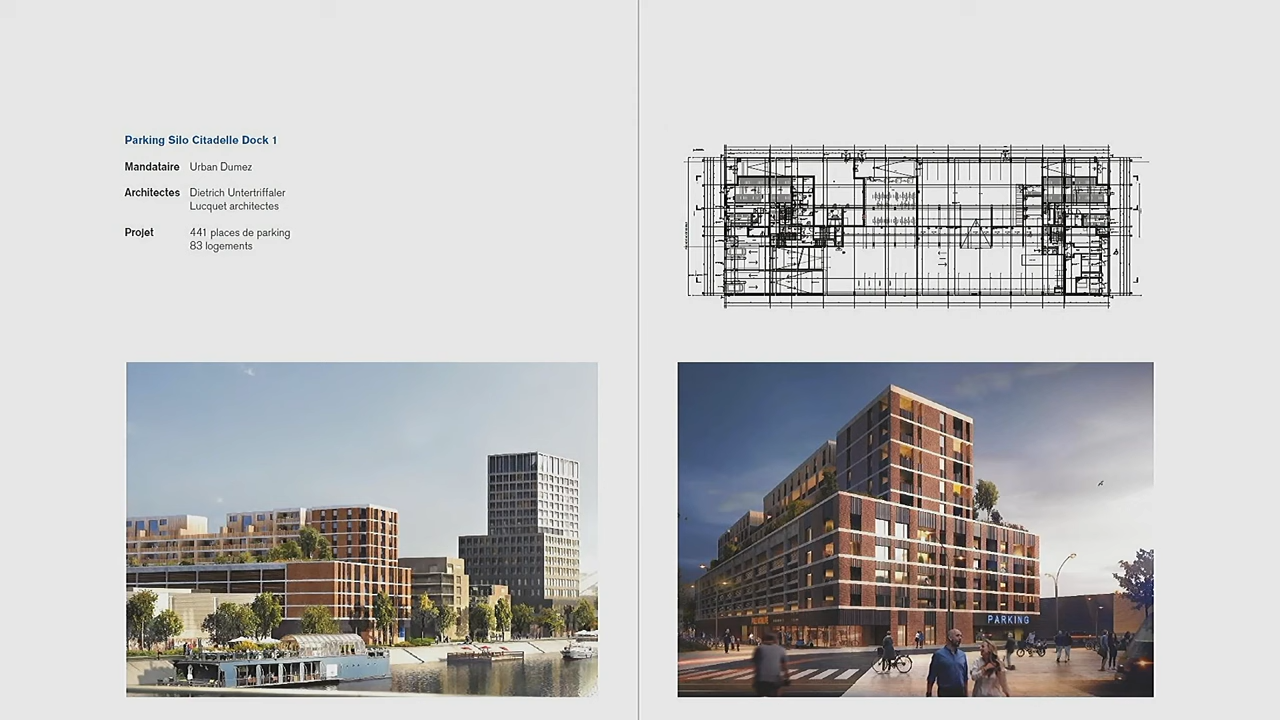 Parking Silo Citadelle Dock 1
Mandataire Urban Dumez
Architectes Dietrich Untertriffaler
Lucquet architectes
Projet 441 places de parking
83 logements
PARKING